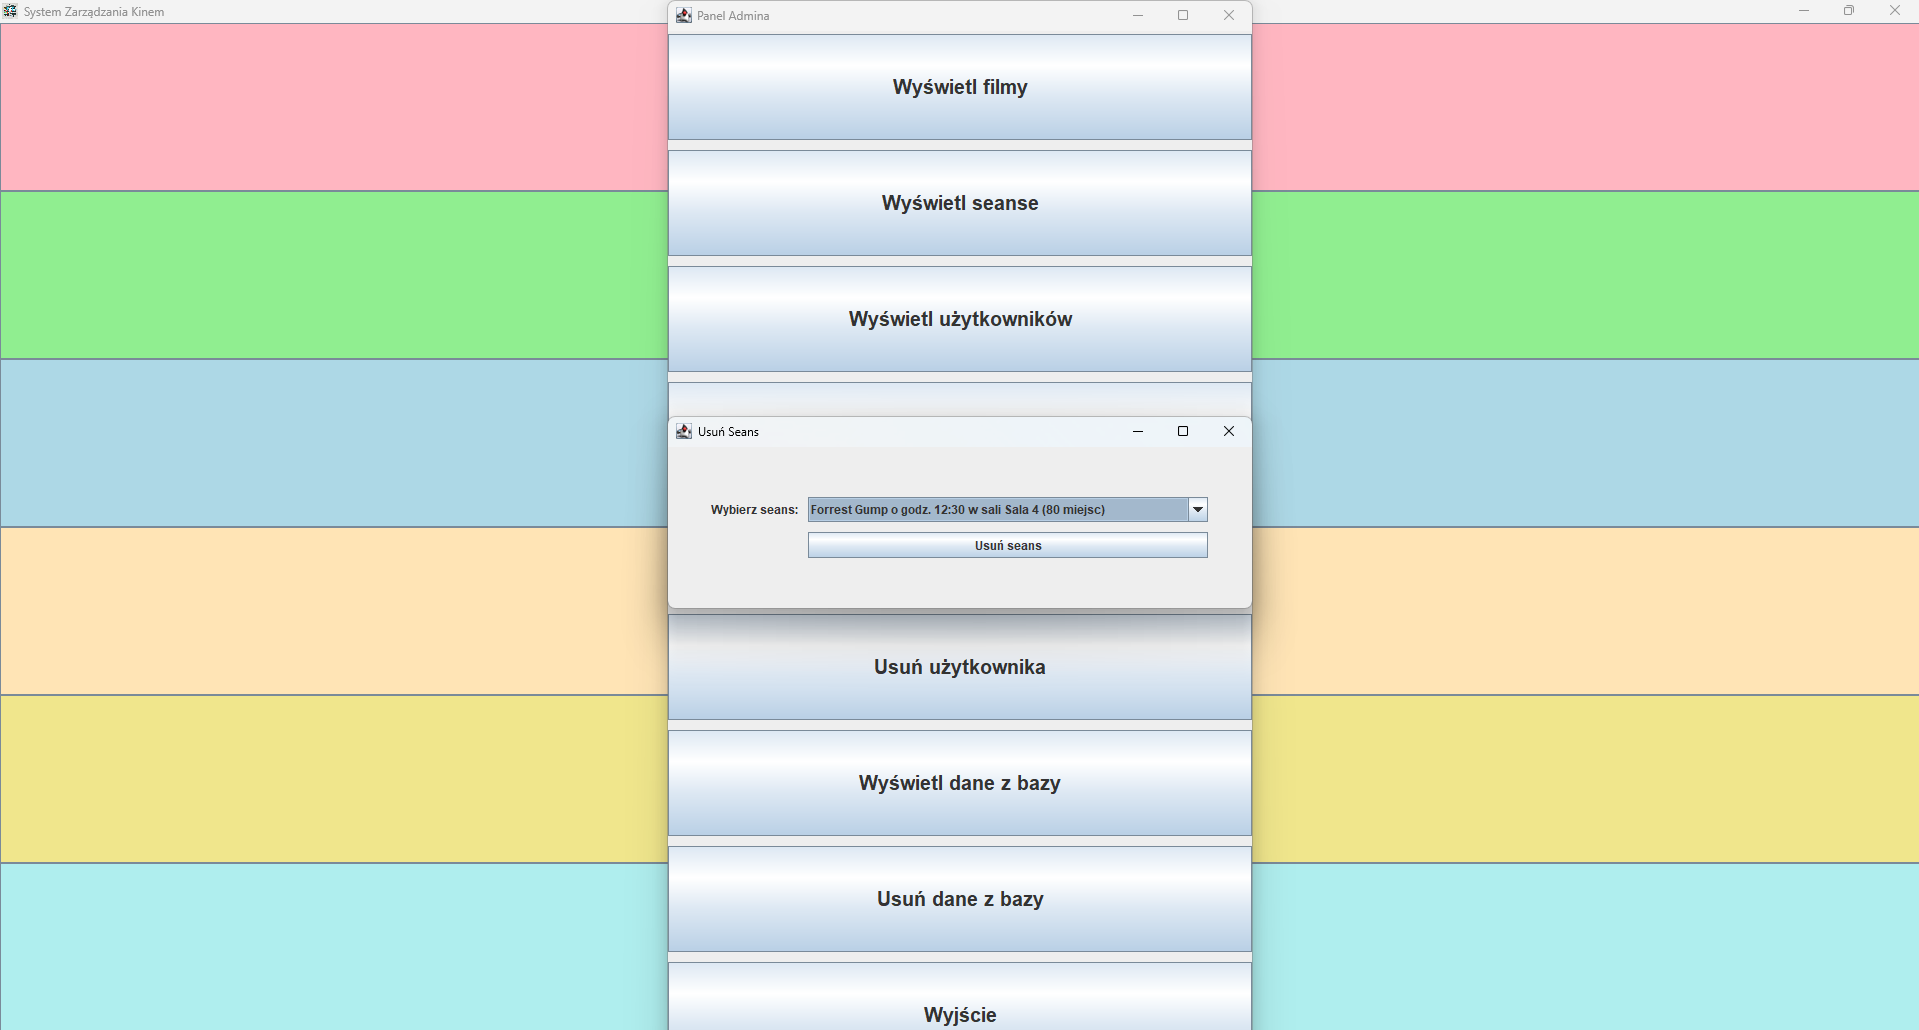 System Zarządzania Kinem
Panel Admina
Wyświetl filmy
Wyświetl seanse
Wyświetl użytkowników
Usuń Seans
Wybierz seans: Forrest Gump o godz. 12:30 w sali Sala 4 (80 miejsc)
Usuń seans
Usuń użytkownika
Wyświetl dane z bazy
Usuń dane z bazy
Wyjście